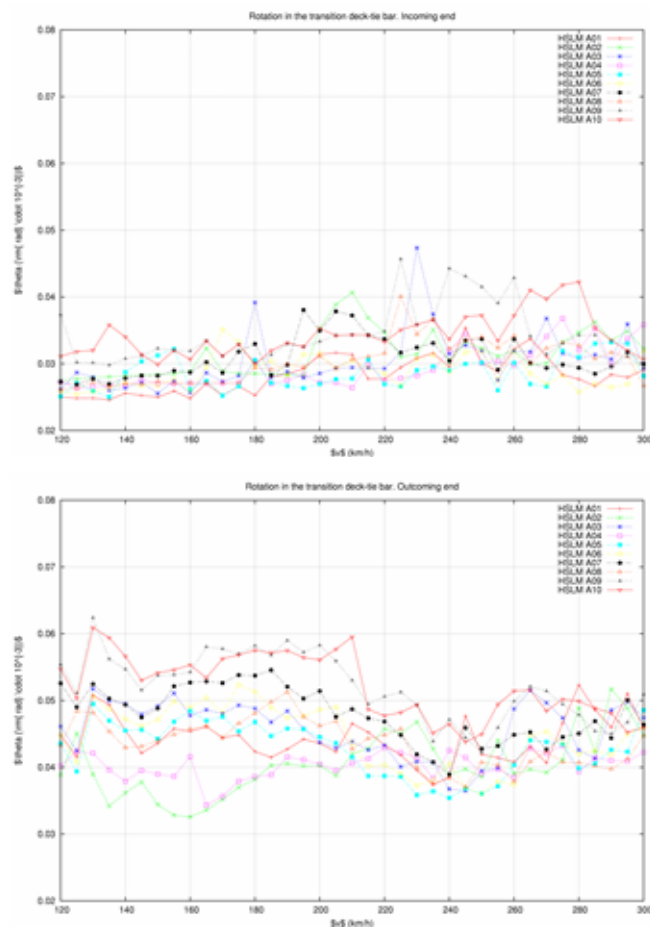 Rotation in the transition deck-tie bar. Incoming end
0.08
0.07
0.06
0.05
0.04
0.03
0.02
$\theta (\rm{ rad} \cdot 10^{-3})$
HSLM A01
HSLM A02
HSLM A03
HSLM A04
HSLM A05
HSLM A06
HSLM A07
HSLM A08
HSLM A09
HSLM A10
120
140
160
180
200
220
240
260
280
300
$v$ (km/h)
Rotation in the transition deck-tie bar. Outcoming end
0.08
0.07
0.06
0.05
0.04
0.03
0.02
$\theta (\rm{ rad} \cdot 10^{-3})$
HSLM A01
HSLM A02
HSLM A03
HSLM A04
HSLM A05
HSLM A06
HSLM A07
HSLM A08
HSLM A09
HSLM A10
120
140
160
180
200
220
240
260
280
300
$v$ (km/h)